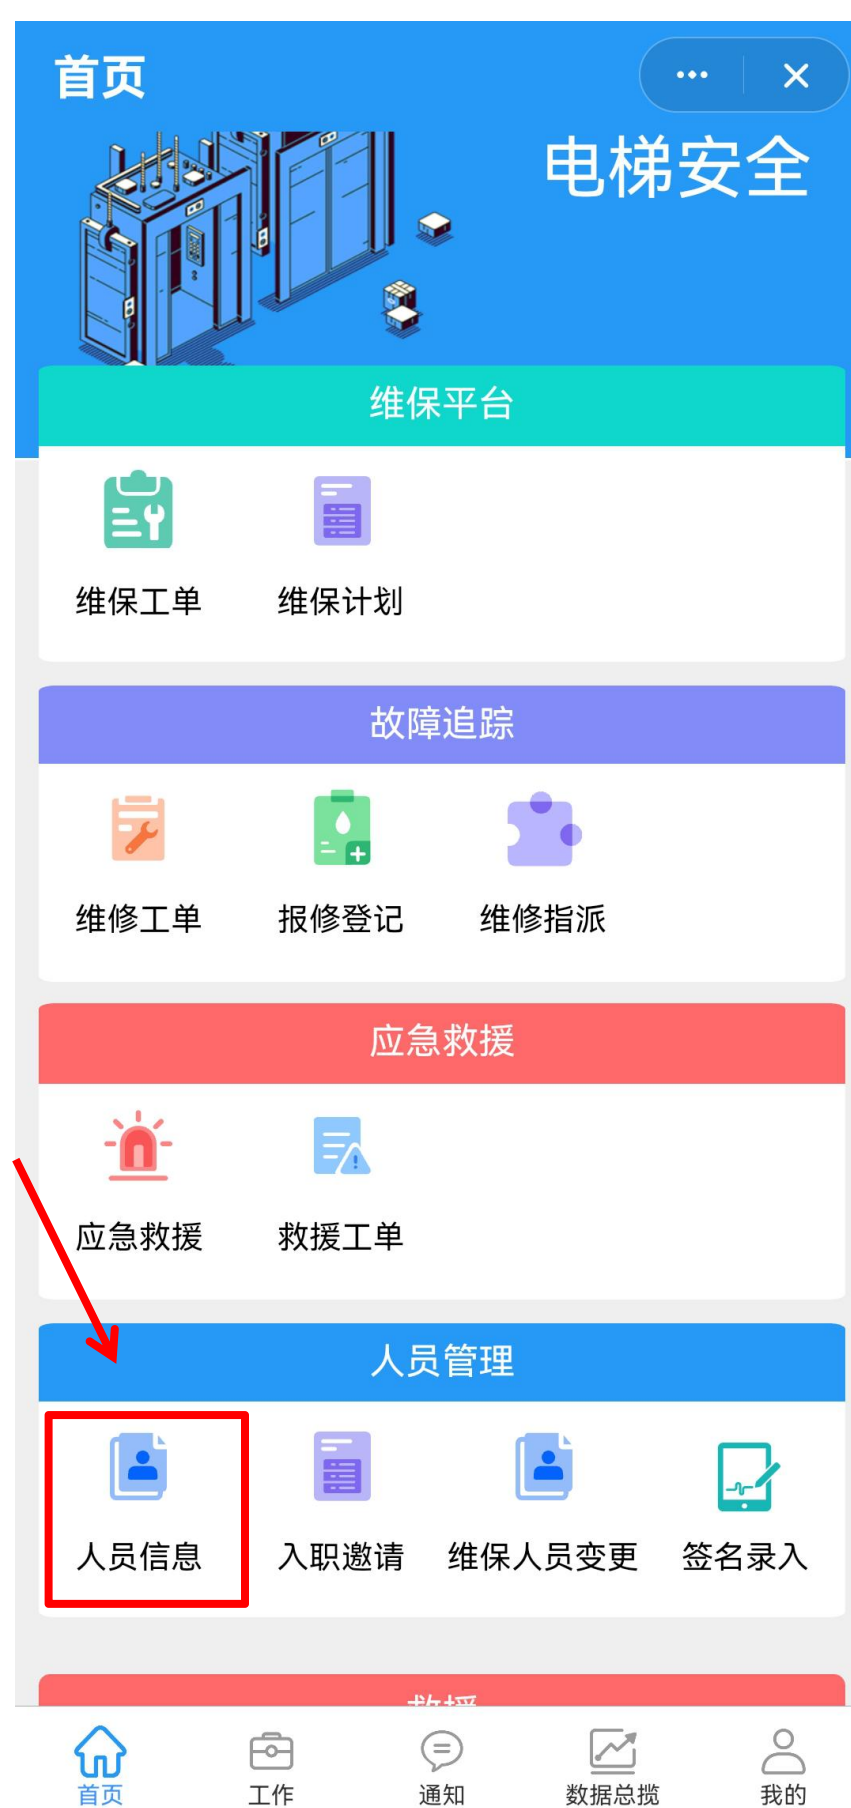 首页
电梯安全
维保平台
维保工单 维保计划
故障追踪
维修工单 报修登记 维修指派
应急救援
应急救援 救援工单
人员管理
人员信息 入职邀请 维保人员变更 签名录入
救援
首页 工作 通知 数据总揽 我的